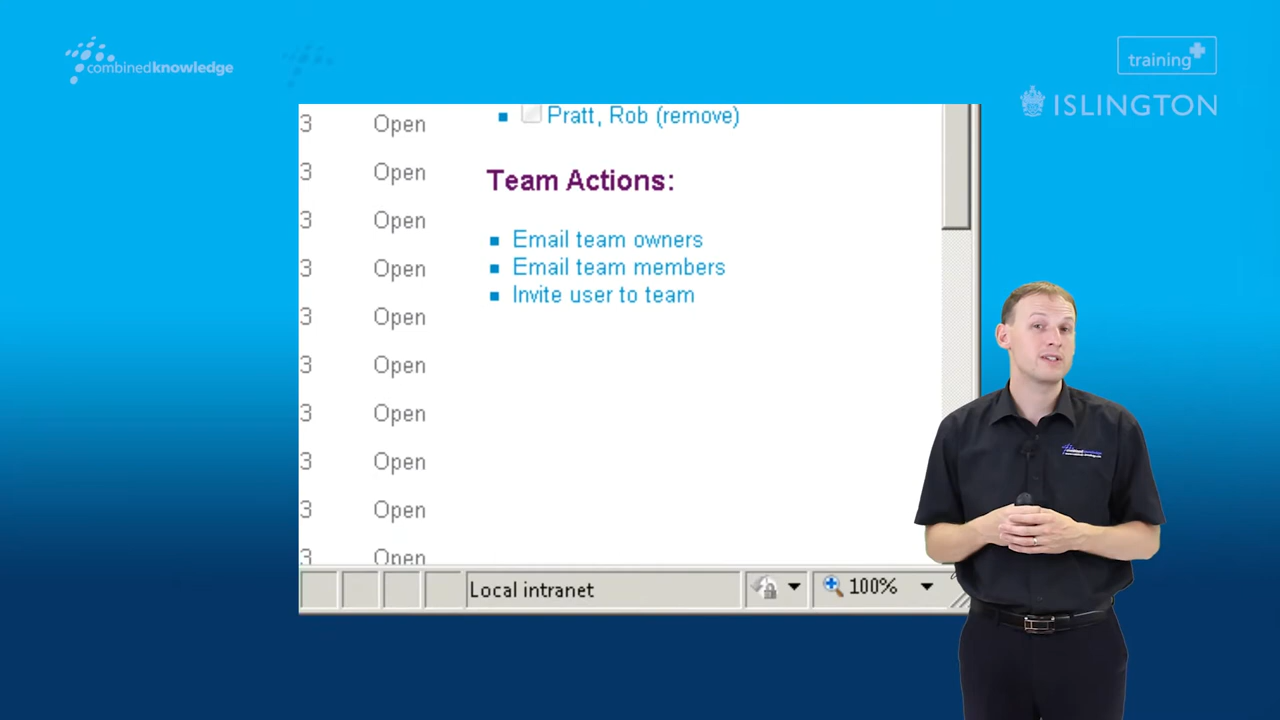 combinedknowledge
training+
ISLINGTON
Pratt, Rob (remove)
3 Open
3 Open
Team Actions:
3 Open
Email team owners
3 Open
Email team members
Invite user to team
3 Open
3 Open
3 Open
3 Open
3 Open
3 Open
Local intranet
100%